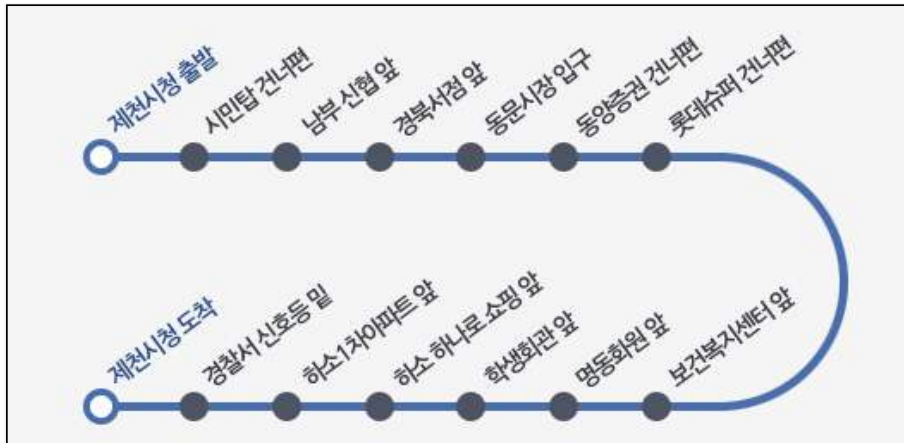 제천시청 출발
시민탑 건너편
남부 신협 앞
경북서점 앞
동문시장 입구
동양증권 건너편
롯데슈퍼 건너편
보건복지센터 앞
명동회원 앞
학생회관 앞
하소 하나로 쇼핑 앞
하소1차아파트 앞
경찰서 신호등 밑
제천시청 도착